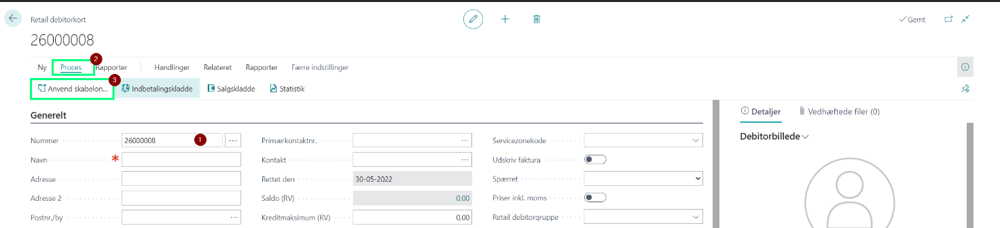 Retail debitorkort
Gemt
26000008
2
Ny Proces Rapporter Handlinger Relateret Rapporter Færre indstillinger
3
Anvend skabelon... Indbetalingskladde Salgskladde Statistik
Generelt
Detaljer Vedhæftede filer (0)
Debitorbillede
Nummer 26000008 1 ... Primærkontaktnr. ... Servicezonekode
Navn * Kontakt ... Udskriv faktura
Adresse Rettet den 30-05-2022 Spærret
Adresse 2 Saldo (RV) 0,00 Priser inkl. moms
Postnr./by ... Kreditmaksimum (RV) 0,00 Retail debitorgruppe